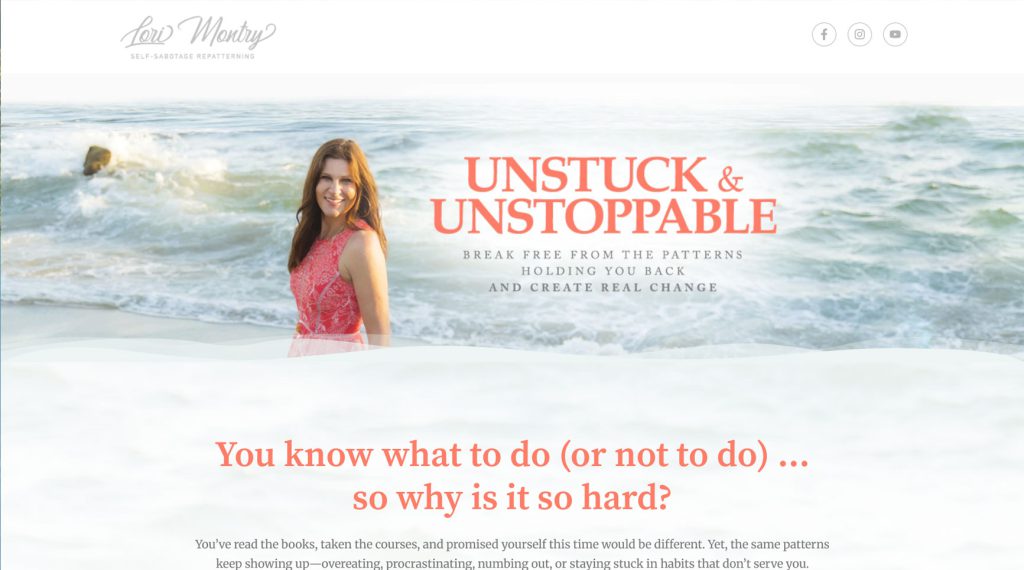 Lori Montry
SELF-SABOTAGE REPATTERNING
UNSTUCK &
UNSTOPPABLE
BREAK FREE FROM THE PATTERNS
HOLDING YOU BACK
AND CREATE REAL CHANGE
You know what to do (or not to do) ...
so why is it so hard?
You’ve read the books, taken the courses, and promised yourself this time would be different. Yet, the same patterns
keep showing up—overeating, procrastinating, numbing out, or staying stuck in habits that don’t serve you.